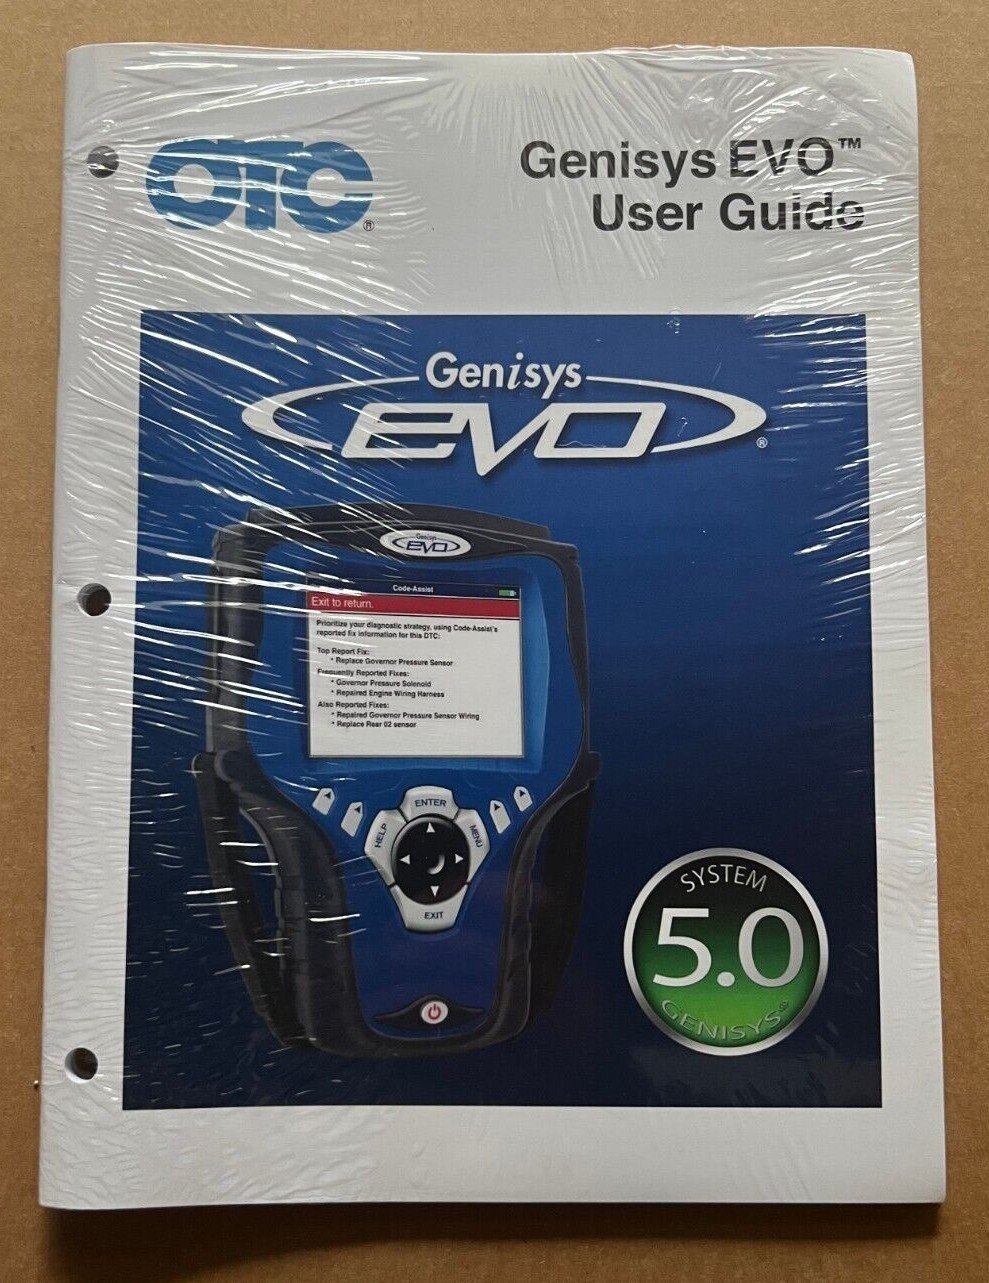 OTC®
Genisys EVO™
User Guide
Genisys
EVO®
Genisys
EVO
Code-Assist
Exit to return.
Prioritize your diagnostic strategy, using Code-Assist's
reported fix information for this DTC:
Top Report Fix:
* Replace Governor Pressure Sensor
Frequently Reported Fixes:
* Governor Pressure Solenoid
* Repaired Engine Wiring Harness
Also Reported Fixes:
* Repaired Governor Pressure Sensor Wiring
* Replace Rear 02 sensor
ENTER
HELP
MENU
EXIT
SYSTEM
5.0
GENISYS®